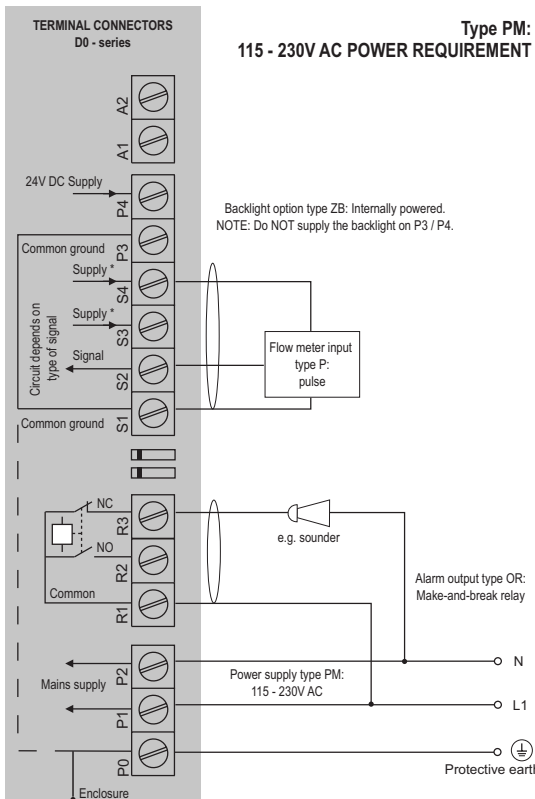 TERMINAL CONNECTORS
D0 - series
Type PM:
115 - 230V AC POWER REQUIREMENT
A2
A1
24V DC Supply
P4
Backlight option type ZB: Internally powered.
NOTE: Do NOT supply the backlight on P3 / P4.
Common ground
P3
Supply *
S4
Supply *
S3
Circuit depends on
type of signal
Signal
S2
Flow meter input
type P:
pulse
Common ground
S1
NC
R3
e.g. sounder
NO
R2
Alarm output type OR:
Make-and-break relay
Common
R1
P2
N
Mains supply
Power supply type PM:
115 - 230V AC
P1
L1
P0
Protective earth
Enclosure